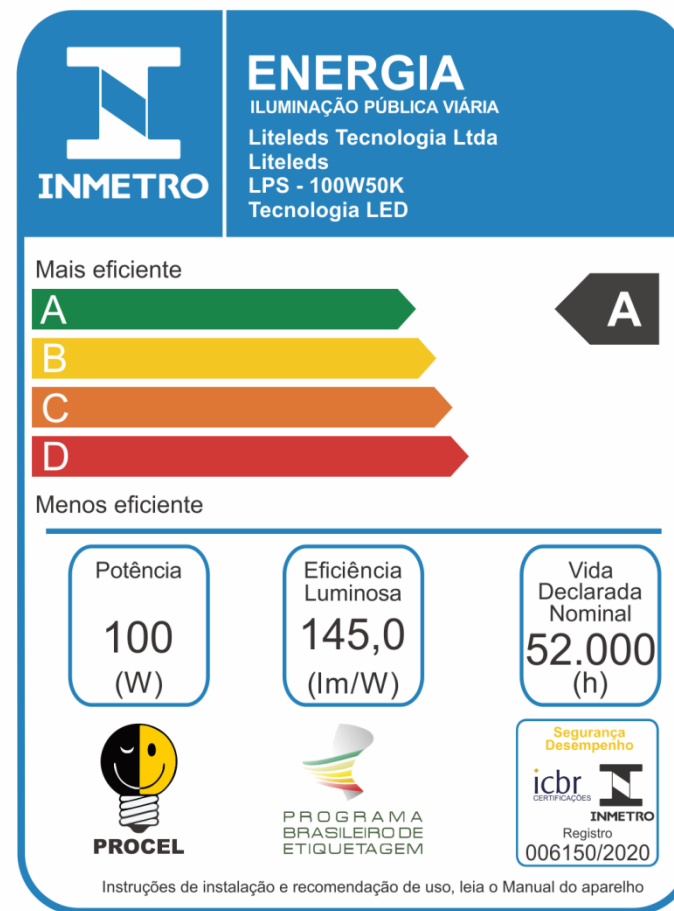 INMETRO
ENERGIA
ILUMINAÇÃO PÚBLICA VIÁRIA
Liteleds Tecnologia Ltda
Liteleds
LPS - 100W50K
Tecnologia LED
Mais eficiente
A
A
B
C
D
Menos eficiente
Potência
100
(W)
Eficiência
Luminosa
145,0
(lm/W)
Vida
Declarada
Nominal
52.000
(h)
PROCEL
PROGRAMA
BRASILEIRO DE
ETIQUETAGEM
Segurança
Desempenho
icbr
CERTIFICAÇÕES
INMETRO
Registro
006150/2020
Instruções de instalação e recomendação de uso, leia o Manual do aparelho